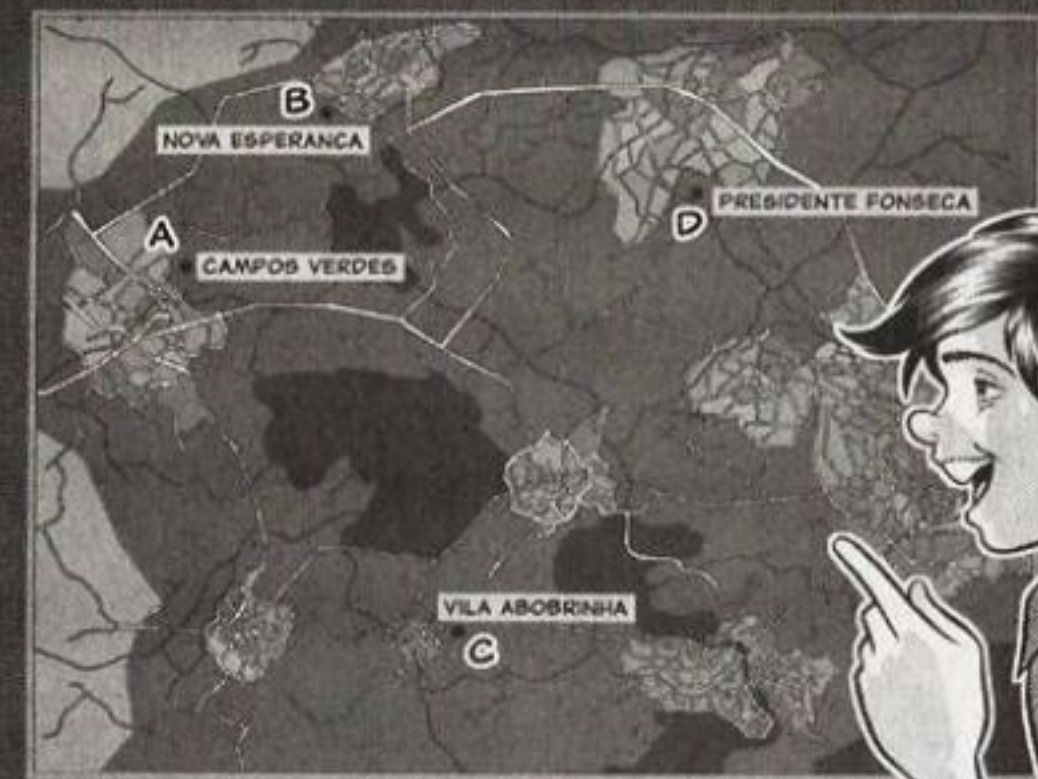 B
NOVA ESPERANCA
A
CAMPOS VERDES
PRESIDENTE FONSECA
D
VILA ABOBRINHA
C